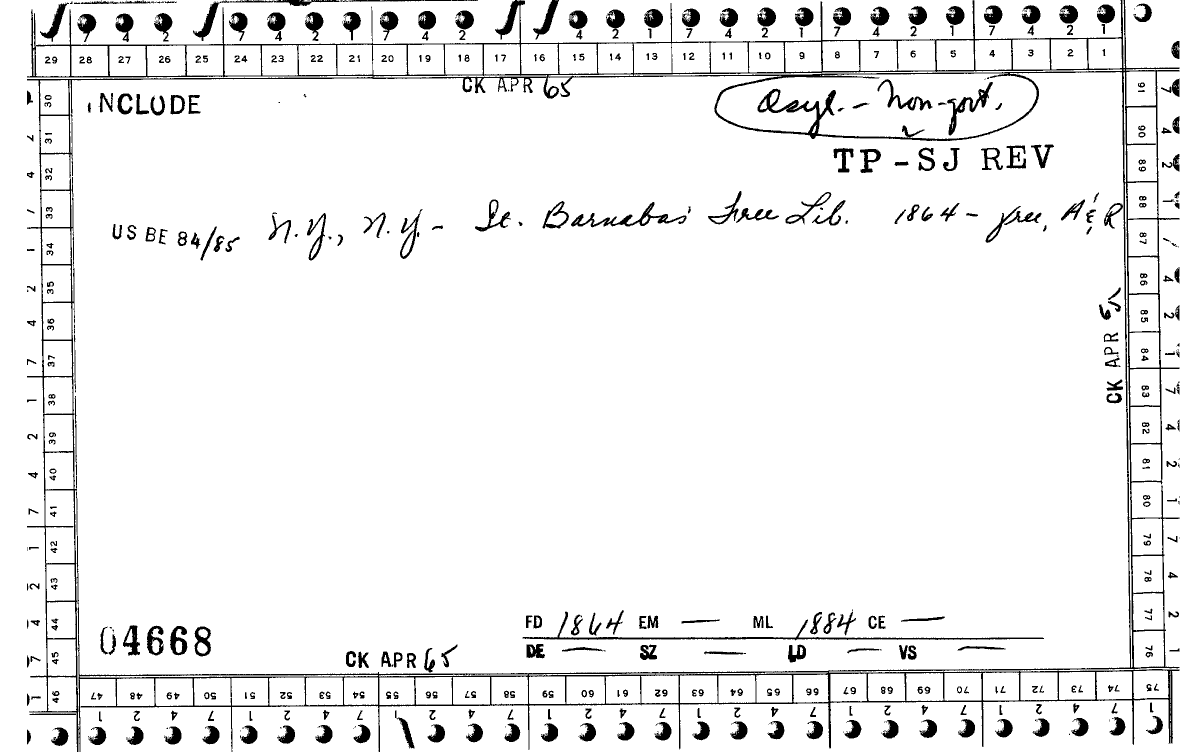 7 4 2 7 4 2 1 7 4 2 4 2 1 7 4 2 1 7 4 2 1 7 4 2 1
29 28 27 26 25 24 23 22 21 20 19 18 17 16 15 14 13 12 11 10 9 8 7 6 5 4 3 2 1
CK APR 65
INCLUDE
Asyl. - Non-govt.
TP-SJ REV
US BE 84/85 N.Y., N.Y. - St. Barnabas' Free Lib. 1864 - free, A & R
CK APR 65
30 31 32 33 34 35 36 37 38 39 40 41 42 43 44 45 46
91 90 89 88 87 86 85 84 83 82 81 80 79 78 77 76
FD 1864 EM — ML 1884 CE —
04668
DE — SZ — LD — VS —
CK APR 65
47 48 49 50 51 52 53 54 55 56 57 58 59 60 61 62 63 64 65 66 67 68 69 70 71 72 73 74 75
1 2 4 7 1 2 4 7 1 2 4 7 1 2 4 7 1 2 4 7 1 2 4 7 1 2 4 7 1